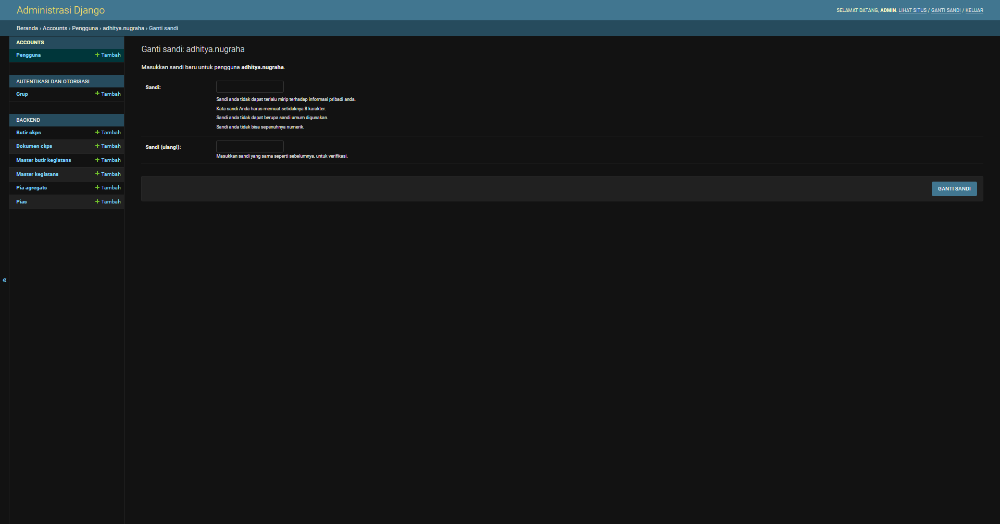 Administrasi Django
SELAMAT DATANG, ADMIN. LIHAT SITUS / GANTI SANDI / KELUAR
Beranda › Accounts › Pengguna › adhitya.nugraha › Ganti sandi
ACCOUNTS
Pengguna
Tambah
AUTENTIKASI DAN OTORISASI
Grup
Tambah
BACKEND
Butir ckps
Tambah
Dokumen ckps
Tambah
Master butir kegiatans
Tambah
Master kegiatans
Tambah
Pia agregats
Tambah
Pias
Tambah
«
Ganti sandi: adhitya.nugraha
Masukkan sandi baru untuk pengguna adhitya.nugraha.
Sandi:
Sandi anda tidak dapat terlalu mirip terhadap informasi pribadi anda.
Kata sandi Anda harus memuat setidaknya 8 karakter.
Sandi anda tidak dapat berupa sandi umum digunakan.
Sandi anda tidak bisa sepenuhnya numerik.
Sandi (ulangi):
Masukkan sandi yang sama seperti sebelumnya, untuk verifikasi.
GANTI SANDI